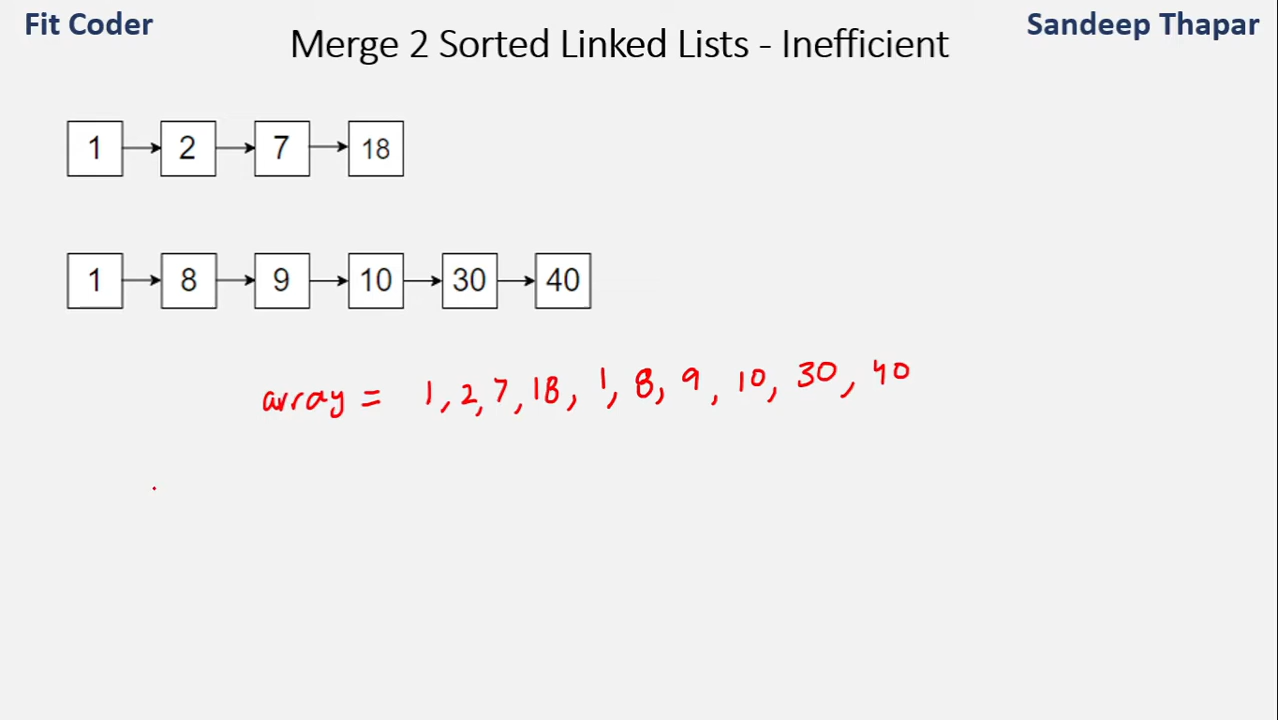 Fit Coder
Sandeep Thapar
Merge 2 Sorted Linked Lists - Inefficient
1 2 7 18
1 8 9 10 30 40
array = 1, 2, 7, 18, 1, 8, 9, 10, 30, 40